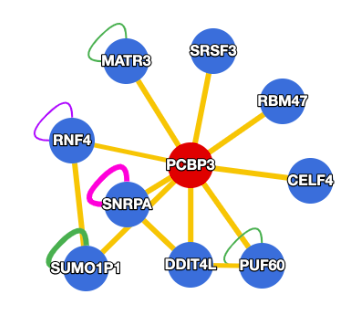 SRSF3
MATR3
RBM47
RNF4
PCBP3
CELF4
SNRPA
SUMO1P1
DDIT4L
PUF60